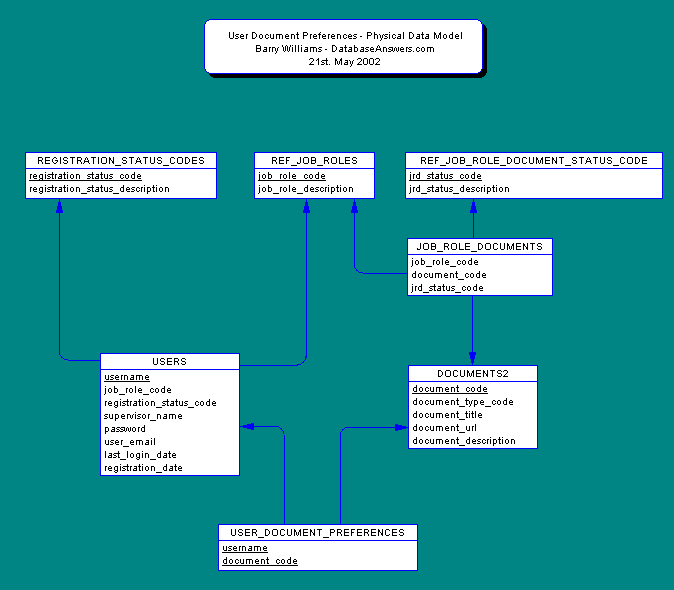 User Document Preferences - Physical Data Model
Barry Williams - DatabaseAnswers.com
21st. May 2002
REGISTRATION_STATUS_CODES
registration_status_code
registration_status_description
REF_JOB_ROLES
job_role_code
job_role_description
REF_JOB_ROLE_DOCUMENT_STATUS_CODE
jrd_status_code
jrd_status_description
JOB_ROLE_DOCUMENTS
job_role_code
document_code
jrd_status_code
USERS
username
job_role_code
registration_status_code
supervisor_name
password
user_email
last_login_date
registration_date
DOCUMENTS2
document_code
document_type_code
document_title
document_url
document_description
USER_DOCUMENT_PREFERENCES
username
document_code